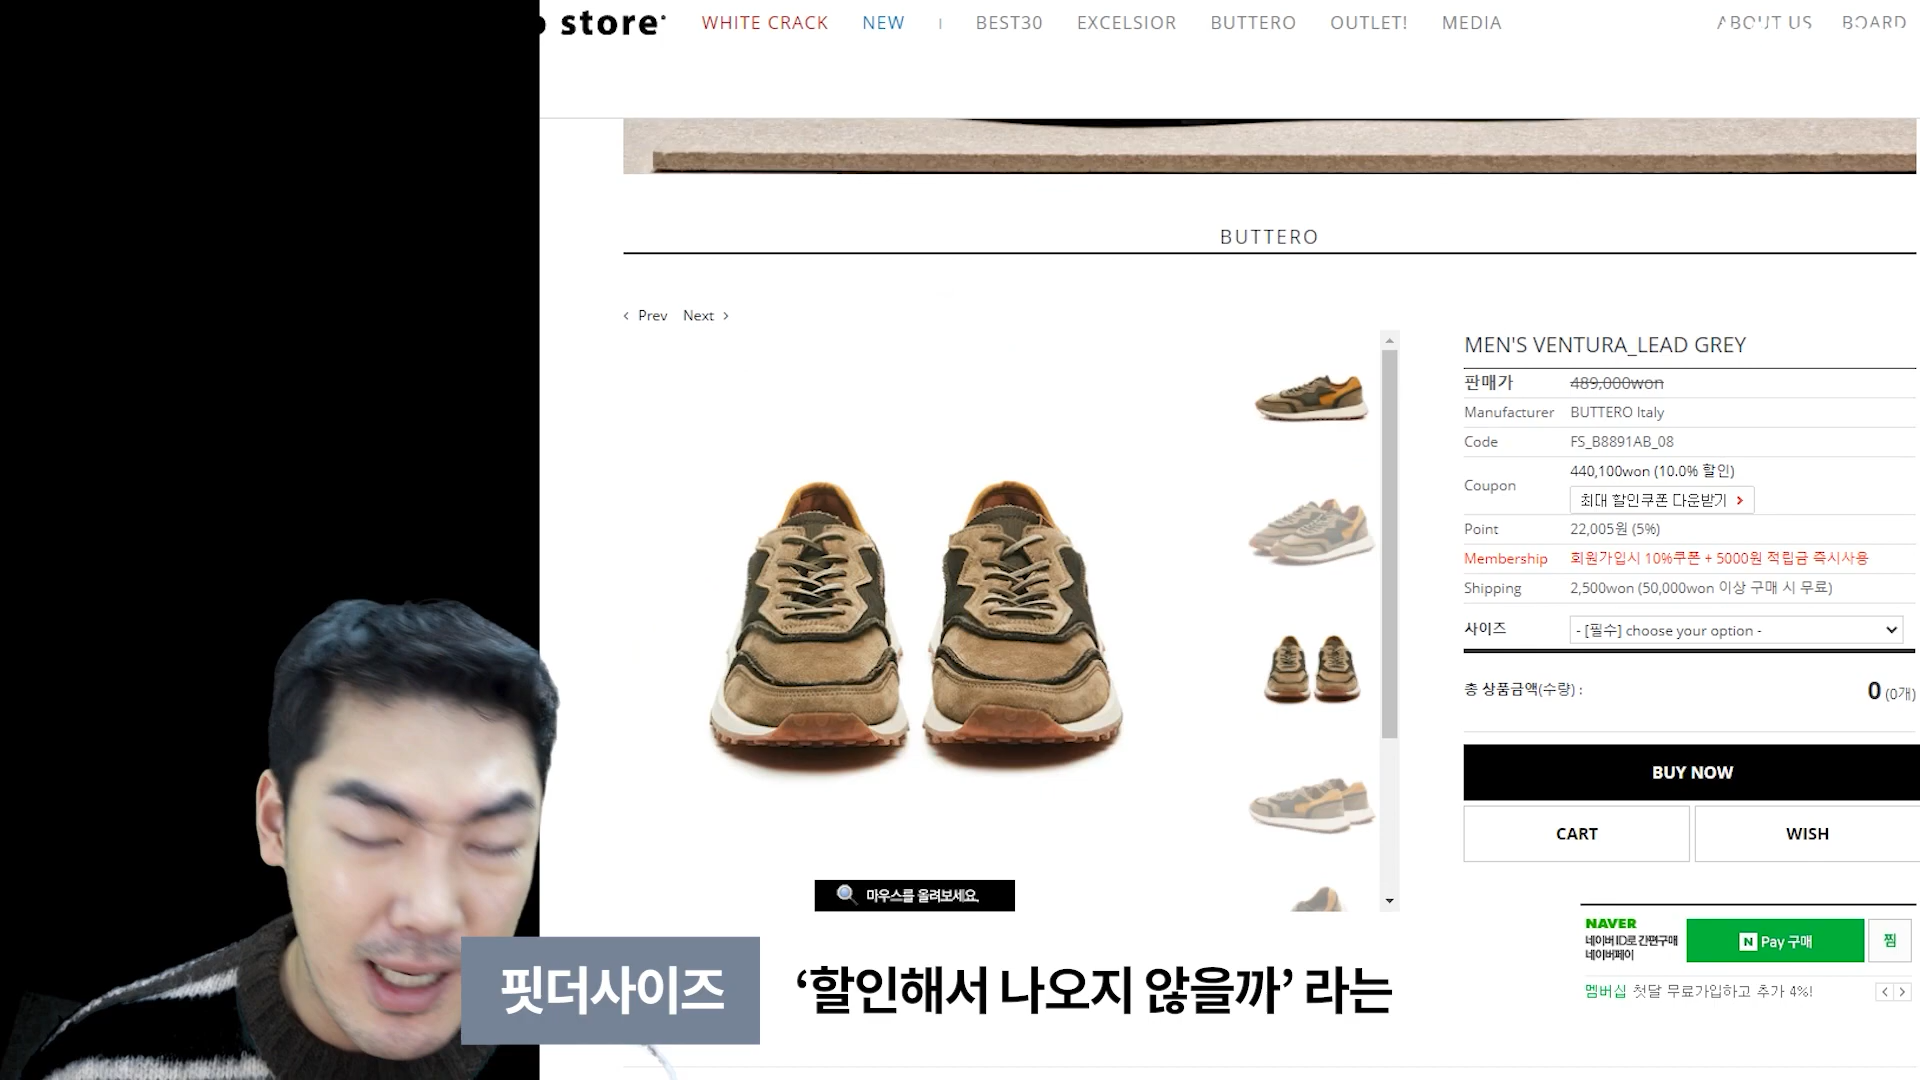 store
WHITE CRACK
NEW
|
BEST30
EXCELSIOR
BUTTERO
OUTLET!
MEDIA
ABOUT US
BOARD
BUTTERO
‹ Prev Next ›
MEN'S VENTURA_LEAD GREY
판매가 489,000won
Manufacturer BUTTERO Italy
Code FS_B8891AB_08
Coupon 440,100won (10.0% 할인)
최대 할인쿠폰 다운받기 >
Point 22,005원 (5%)
Membership 회원가입시 10%쿠폰 + 5000원 적립금 즉시사용
Shipping 2,500won (50,000won 이상 구매 시 무료)
사이즈 - [필수] choose your option -
총 상품금액(수량) : 0 (0개)
BUY NOW
CART
WISH
마우스를 올려보세요.
NAVER
네이버 ID로 간편구매
네이버페이
N Pay 구매
찜
멤버십 첫달 무료가입하고 추가 4%!
핏더사이즈
‘할인해서 나오지 않을까’ 라는